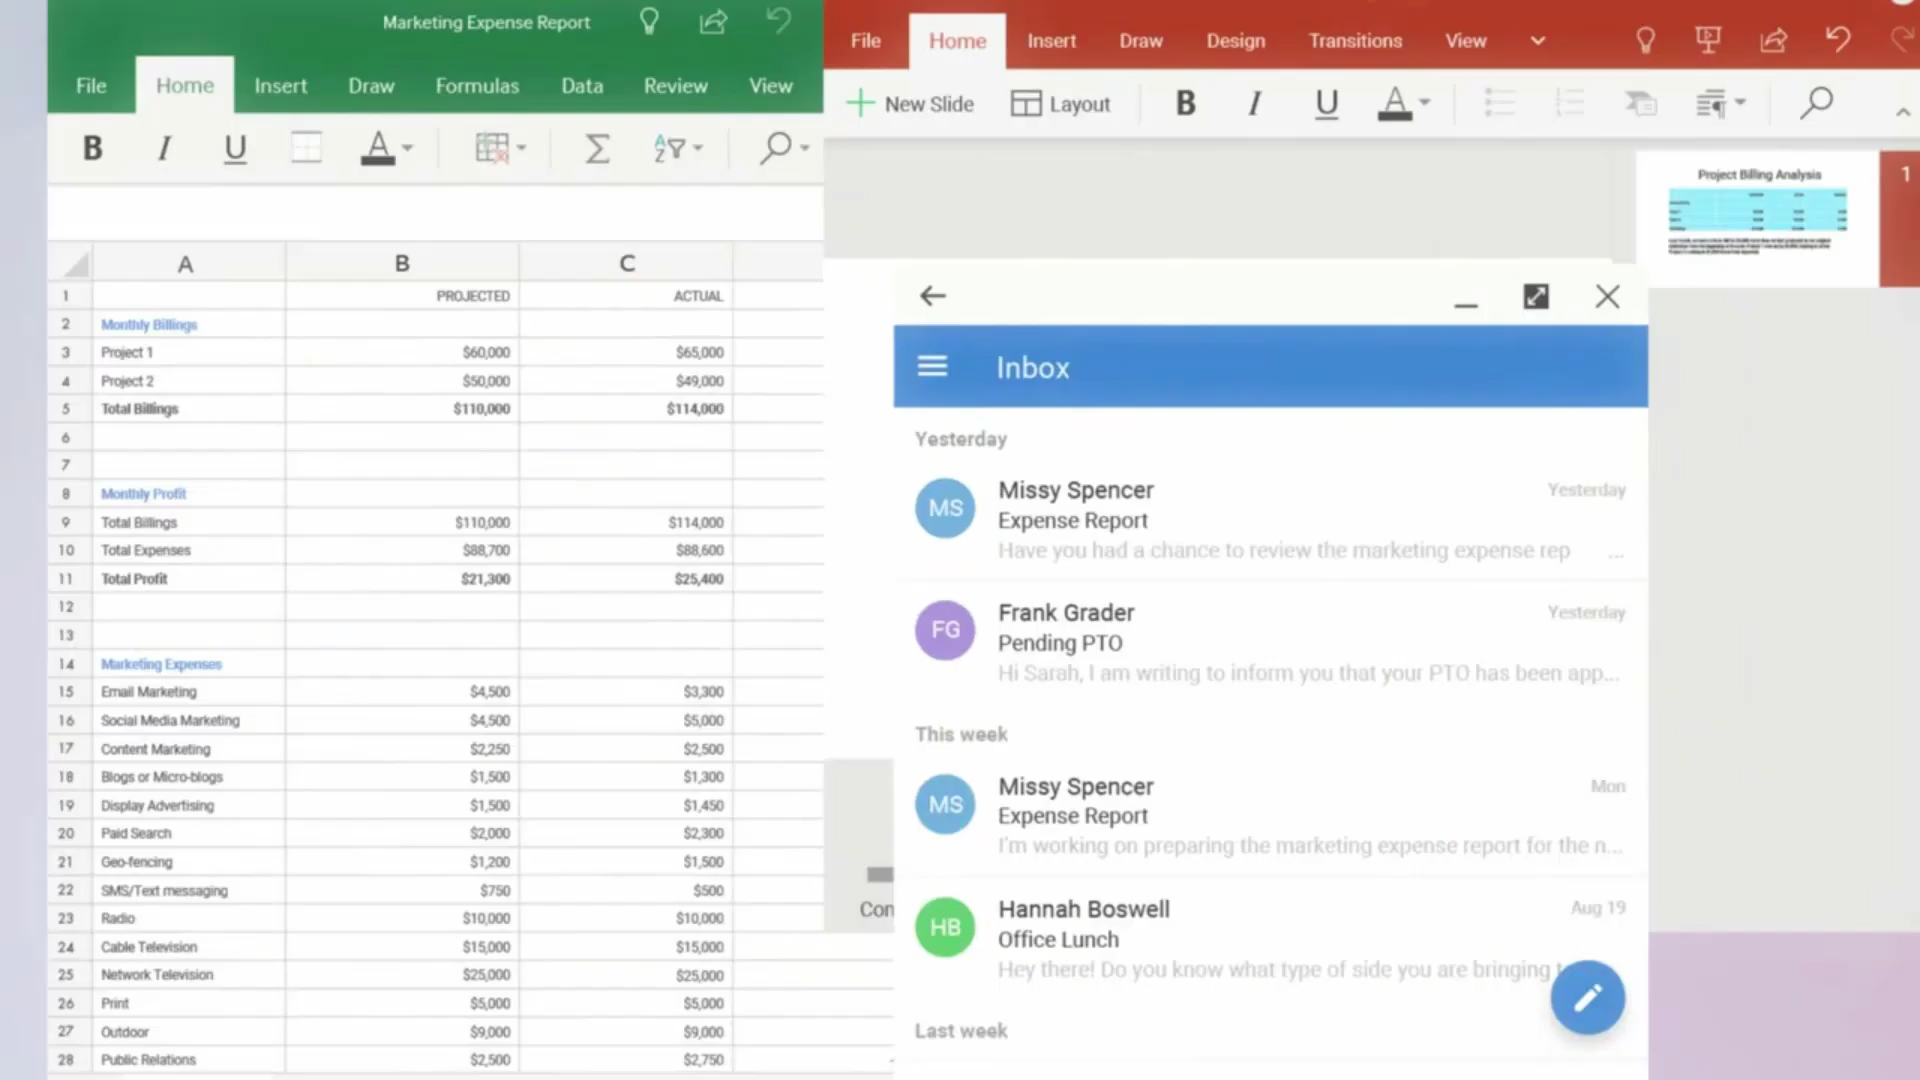 Marketing Expense Report
File Home Insert Draw Formulas Data Review View
B I U A
A B C
1 PROJECTED ACTUAL
2 Monthly Billings
3 Project 1 $60,000 $65,000
4 Project 2 $50,000 $49,000
5 Total Billings $110,000 $114,000
6
7
8 Monthly Profit
9 Total Billings $110,000 $114,000
10 Total Expenses $88,700 $88,600
11 Total Profit $21,300 $25,400
12
13
14 Marketing Expenses
15 Email Marketing $4,500 $3,300
16 Social Media Marketing $4,500 $5,000
17 Content Marketing $2,250 $2,500
18 Blogs or Micro-blogs $1,500 $1,300
19 Display Advertising $1,500 $1,450
20 Paid Search $2,000 $2,300
21 Geo-fencing $1,200 $1,500
22 SMS/Text messaging $750 $500
23 Radio $10,000 $10,000
24 Cable Television $15,000 $15,000
25 Network Television $25,000 $25,000
26 Print $5,000 $5,000
27 Outdoor $9,000 $9,000
28 Public Relations $2,500 $2,750
File Home Insert Draw Design Transitions View
New Slide Layout B I U A
Project Billing Analysis
1
Con
Inbox
Yesterday
MS Missy Spencer Yesterday
Expense Report
Have you had a chance to review the marketing expense rep ...
FG Frank Grader Yesterday
Pending PTO
Hi Sarah, I am writing to inform you that your PTO has been app...
This week
MS Missy Spencer Mon
Expense Report
I'm working on preparing the marketing expense report for the n...
HB Hannah Boswell Aug 19
Office Lunch
Hey there! Do you know what type of side you are bringing t
Last week